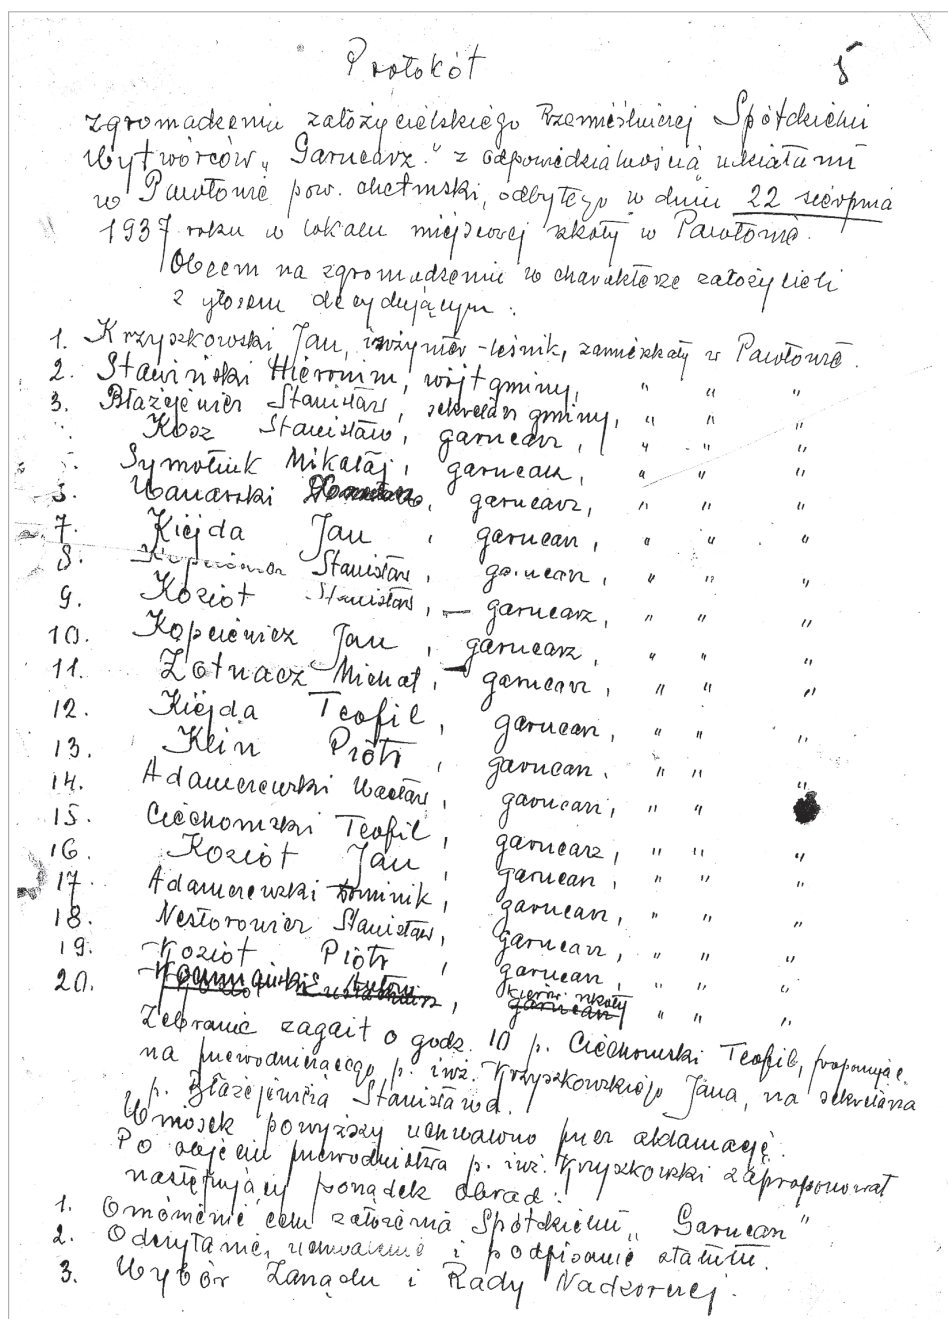 Protokół
5
zgromadzenia założycielskiego Rzemieślniczej Spółdzielni
Wytwórców „Garncarz" z odpowiedzialnością udziałami
w Pawłowie pow. chełmski, odbytego w dniu 22 sierpnia
1937 roku w lokalu miejscowej szkoły w Pawłowie.
Obecni na zgromadzeniu w charakterze założycieli
z głosem decydującym:
1. Krzyszkowski Jan, inżynier-leśnik, zamieszkały w Pawłowie.
2. Stawiński Hieronim, wójt gminy, " " "
3. Błażejewicz Stanisław, sekretarz gminy, " " "
Kosz Stanisław, garncarz, " " "
Symołiuk Mikołaj, garncarz, " " "
garncarz, " " "
7. Kiejda Jan, garncarz, " " "
8. Kopciewicz Stanisław, garncarz, " " "
9. Kozioł Stanisław, — garncarz, " " "
10. Kopciewicz Jan, garncarz, " " "
11. Żołnacz Michał, garncarz, " " "
12. Kiejda Teofil, garncarz, " " "
13. Klin Piotr, garncarz. " " "
14. Adamczewski Wacław, garncarz, " "
15. Ciechomski Teofil, garncarz, " " "
16. Kozioł Jan, garncarz, " " "
17. Adamczewski Dominik, garncarz, " " "
18. Nestorowicz Stanisław, garncarz, " "
19. Kozioł Piotr, garncarz, " "
20. kierow. szkoły " " "
Zebranie zagaił o godz. 10 p. Ciechomski Teofil, proponując
na przewodniczącego p. inż. Krzyszkowskiego Jana, na sekretarza
p. Błażejewicza Stanisława.
Wniosek powyższy uchwalono przez aklamację.
Po objęciu przewodnictwa p. inż. Krzyszkowski zaproponował
następujący porządek obrad:
1. Omówienie celu założenia Spółdzielni „Garncarz"
2. Odczytanie, uchwalenie i podpisanie statutu.
3. Wybór Zarządu i Rady Nadzorczej.